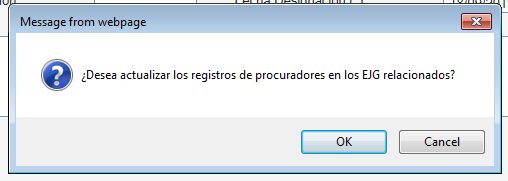 Message from webpage
¿Desea actualizar los registros de procuradores en los EJG relacionados?
OK Cancel